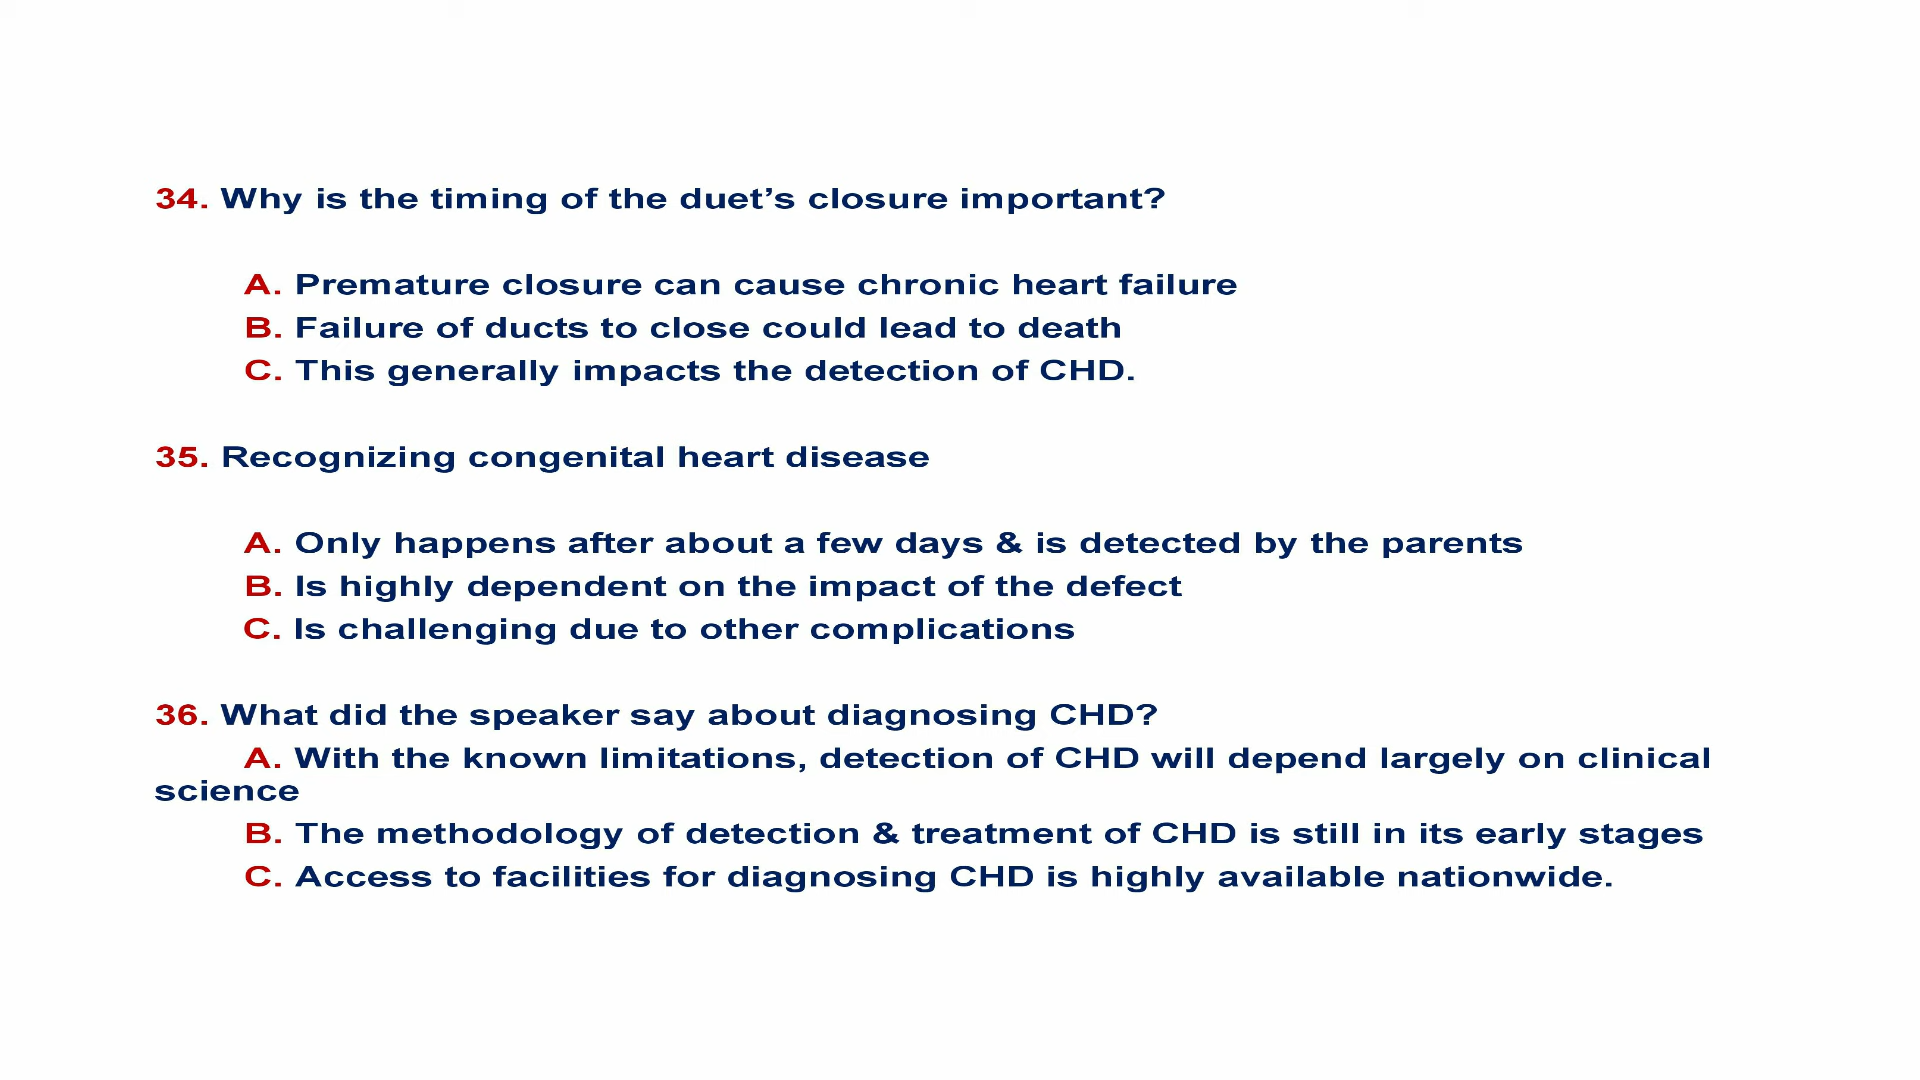 34. Why is the timing of the duet’s closure important?
A. Premature closure can cause chronic heart failure
B. Failure of ducts to close could lead to death
C. This generally impacts the detection of CHD.
35. Recognizing congenital heart disease
A. Only happens after about a few days & is detected by the parents
B. Is highly dependent on the impact of the defect
C. Is challenging due to other complications
36. What did the speaker say about diagnosing CHD?
A. With the known limitations, detection of CHD will depend largely on clinical
science
B. The methodology of detection & treatment of CHD is still in its early stages
C. Access to facilities for diagnosing CHD is highly available nationwide.